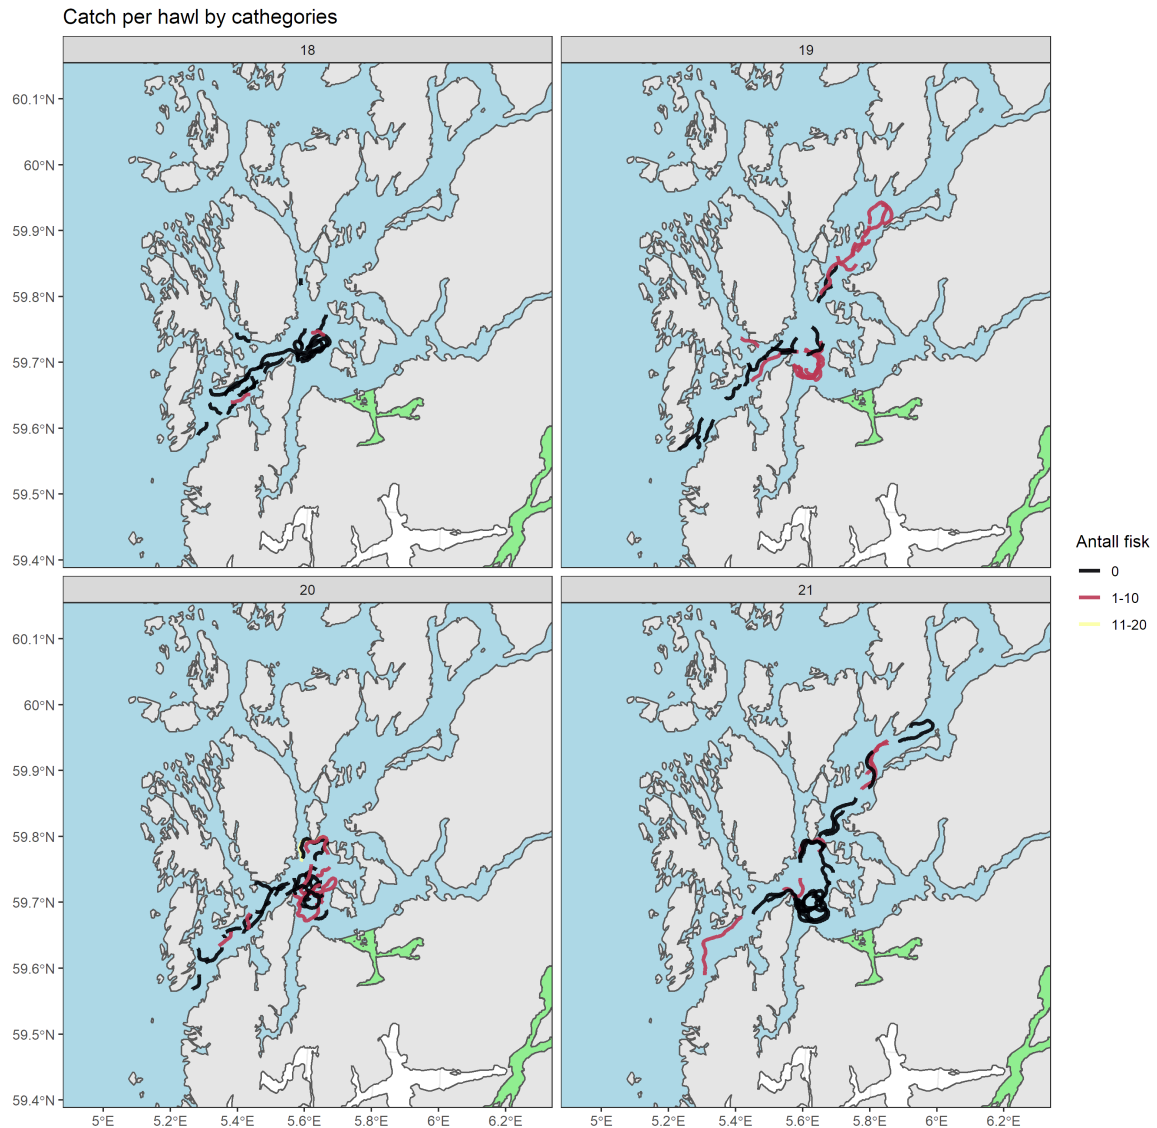 Catch per hawl by cathegories
18
19
60.1°N
60°N
59.9°N
59.8°N
59.7°N
59.6°N
59.5°N
59.4°N
20
21
60.1°N
60°N
59.9°N
59.8°N
59.7°N
59.6°N
59.5°N
59.4°N
5°E 5.2°E 5.4°E 5.6°E 5.8°E 6°E 6.2°E
5°E 5.2°E 5.4°E 5.6°E 5.8°E 6°E 6.2°E
Antall fisk
0
1-10
11-20